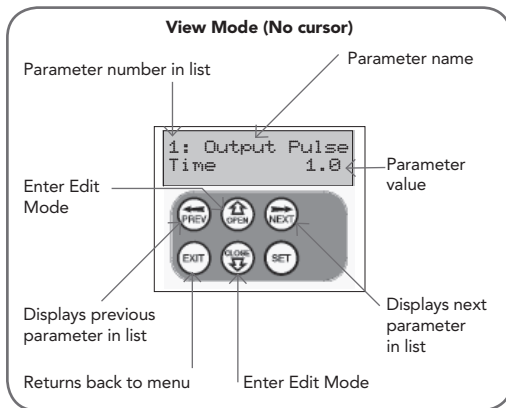 View Mode (No cursor)
Parameter number in list
Parameter name
1: Output Pulse
Time 1.0
Parameter
value
Enter Edit
Mode
PREV
OPEN
NEXT
EXIT
CLOSE
SET
Displays previous
parameter in list
Displays next
parameter
in list
Returns back to menu
Enter Edit Mode